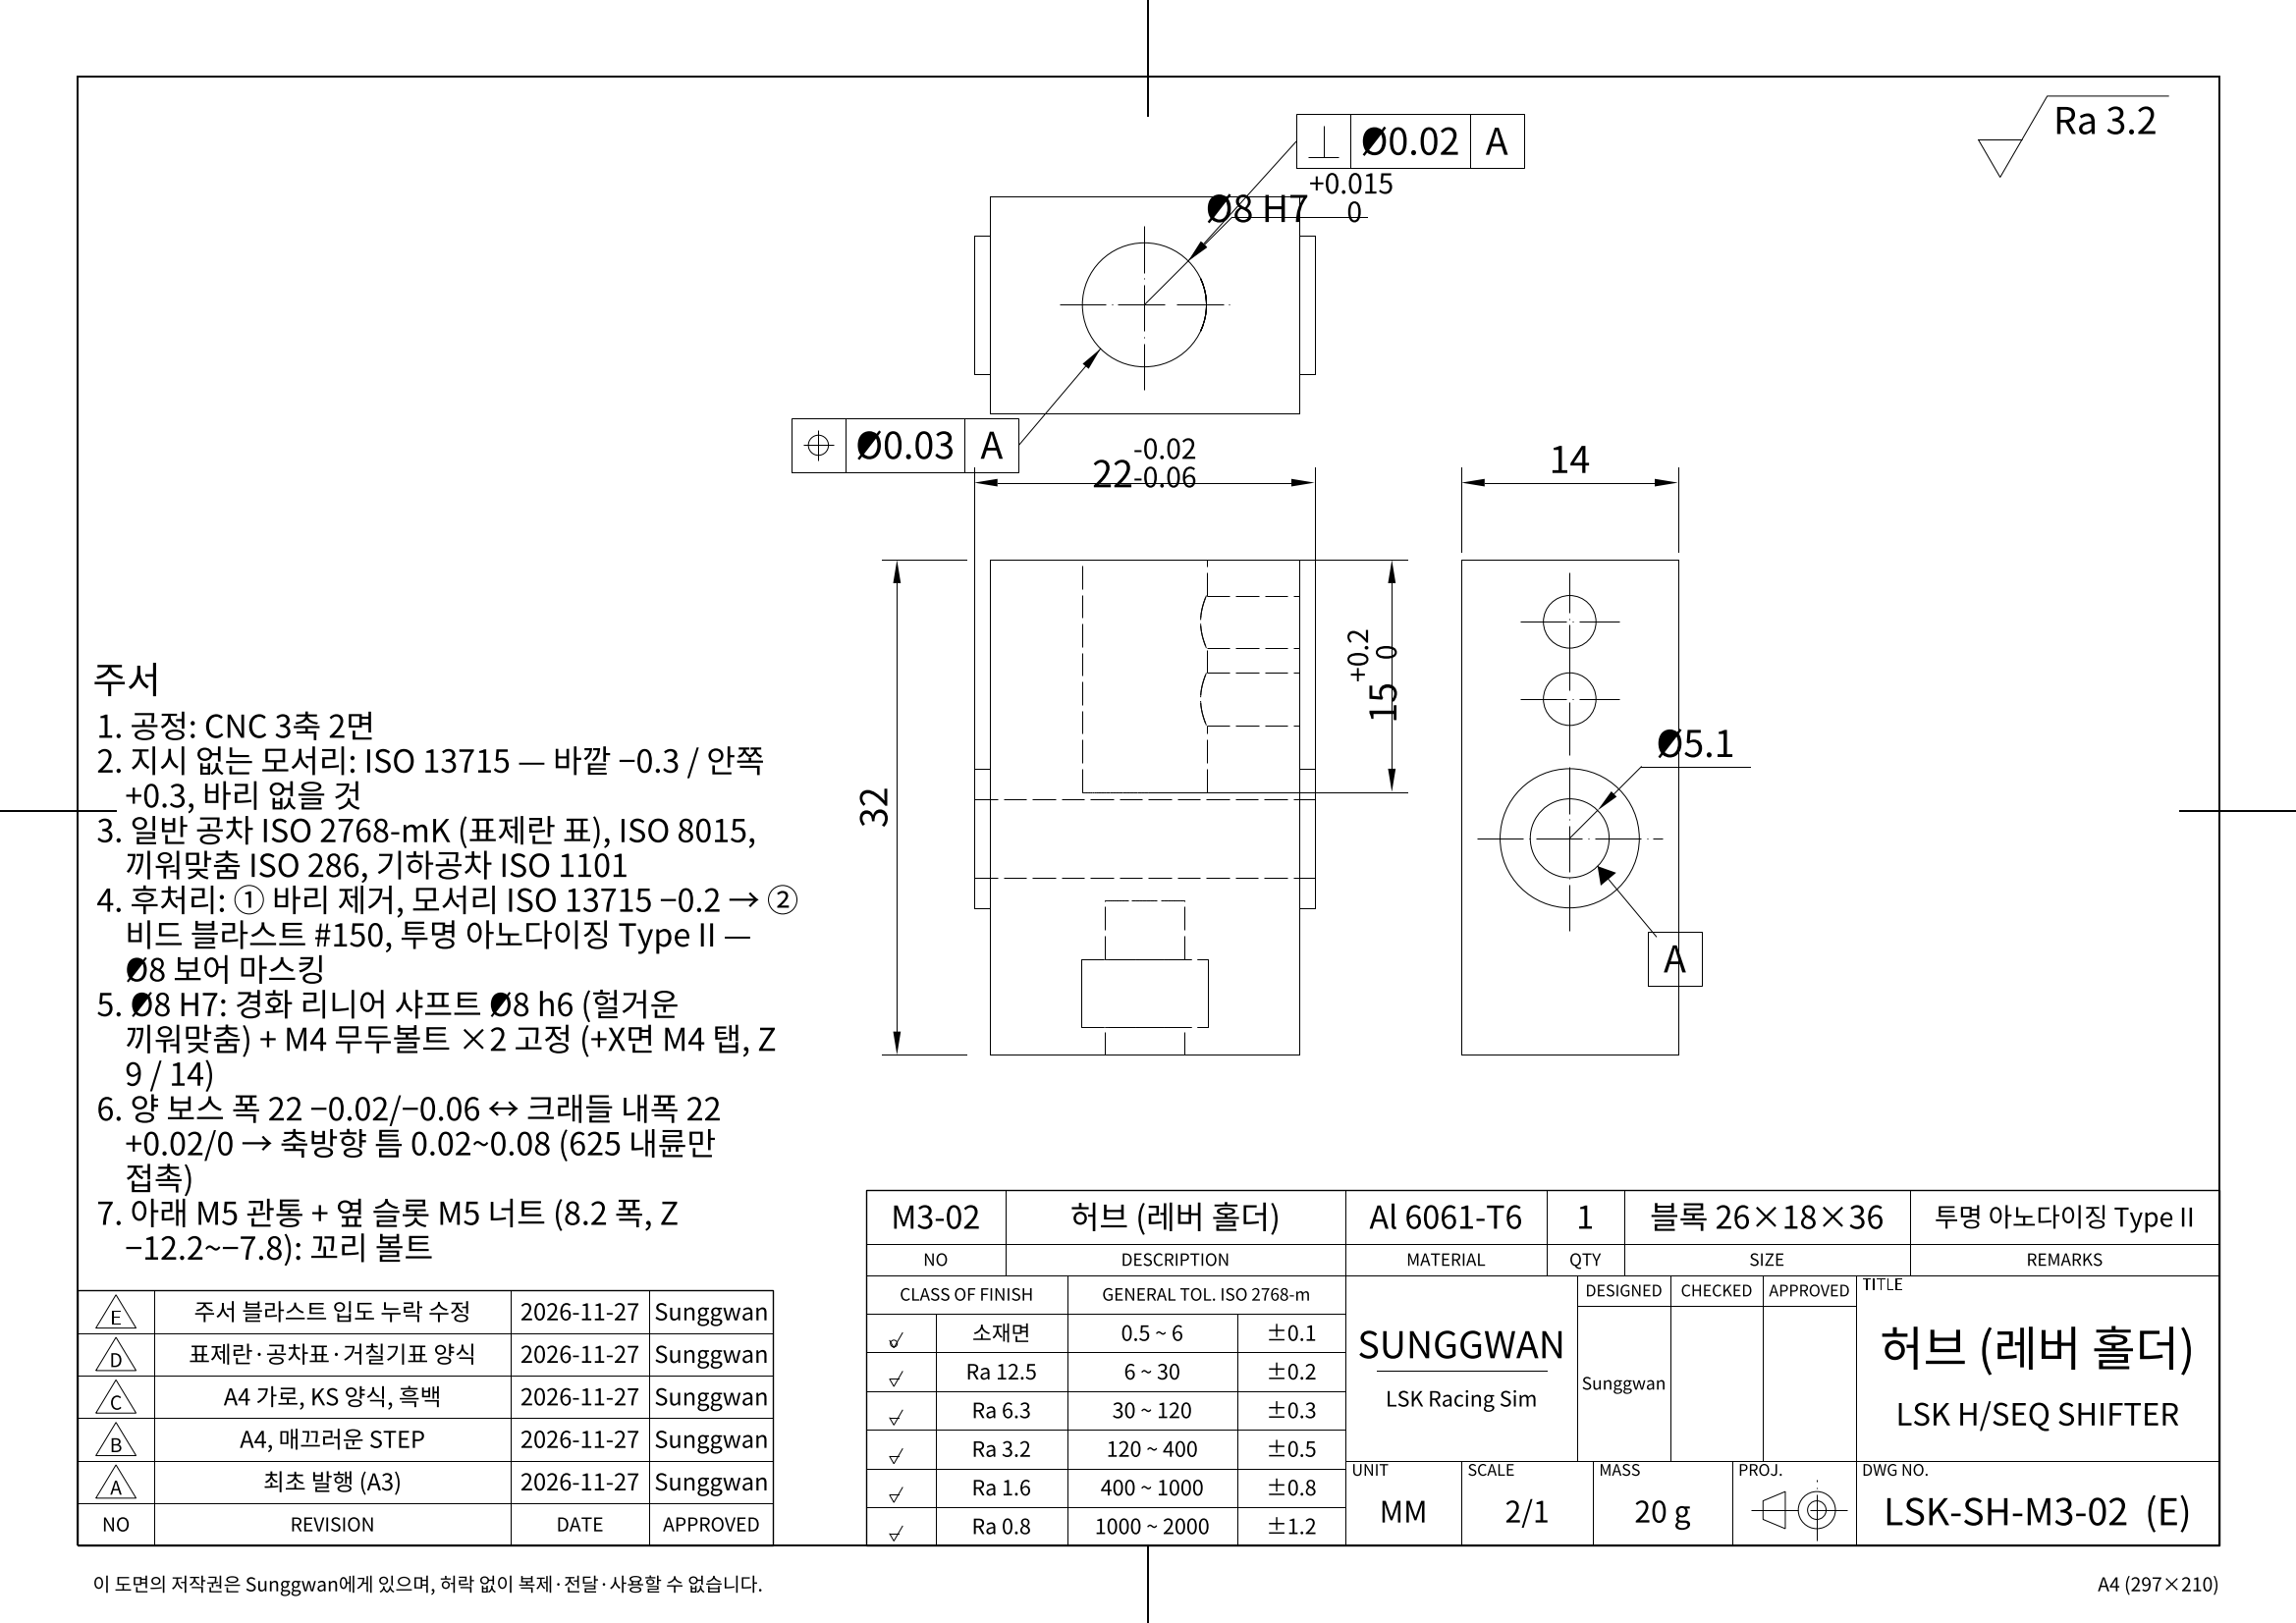 Ra 3.2
Ø0.02 A
Ø8 H7 +0.015 0
Ø0.03 A
22 -0.02 -0.06
14
32
15 +0.2 0
Ø5.1
A
주서
1. 공정: CNC 3축 2면
2. 지시 없는 모서리: ISO 13715 — 바깥 −0.3 / 안쪽
+0.3, 바리 없을 것
3. 일반 공차 ISO 2768-mK (표제란 표), ISO 8015,
끼워맞춤 ISO 286, 기하공차 ISO 1101
4. 후처리: ① 바리 제거, 모서리 ISO 13715 −0.2 → ②
비드 블라스트 #150, 투명 아노다이징 Type II —
Ø8 보어 마스킹
5. Ø8 H7: 경화 리니어 샤프트 Ø8 h6 (헐거운
끼워맞춤) + M4 무두볼트 ×2 고정 (+X면 M4 탭, Z
9 / 14)
6. 양 보스 폭 22 −0.02/−0.06 ↔ 크래들 내폭 22
+0.02/0 → 축방향 틈 0.02~0.08 (625 내륜만
접촉)
7. 아래 M5 관통 + 옆 슬롯 M5 너트 (8.2 폭, Z
−12.2~−7.8): 꼬리 볼트
E 주서 블라스트 입도 누락 수정 2026-11-27 Sunggwan
D 표제란·공차표·거칠기표 양식 2026-11-27 Sunggwan
C A4 가로, KS 양식, 흑백 2026-11-27 Sunggwan
B A4, 매끄러운 STEP 2026-11-27 Sunggwan
A 최초 발행 (A3) 2026-11-27 Sunggwan
NO REVISION DATE APPROVED
M3-02 허브 (레버 홀더) Al 6061-T6 1 블록 26×18×36 투명 아노다이징 Type II
NO DESCRIPTION MATERIAL QTY SIZE REMARKS
CLASS OF FINISH GENERAL TOL. ISO 2768-m
소재면 0.5 ~ 6 ±0.1
Ra 12.5 6 ~ 30 ±0.2
Ra 6.3 30 ~ 120 ±0.3
Ra 3.2 120 ~ 400 ±0.5
Ra 1.6 400 ~ 1000 ±0.8
Ra 0.8 1000 ~ 2000 ±1.2
SUNGGWAN
LSK Racing Sim
DESIGNED CHECKED APPROVED
Sunggwan
TITLE
허브 (레버 홀더)
LSK H/SEQ SHIFTER
UNIT SCALE MASS PROJ. DWG NO.
MM 2/1 20 g LSK-SH-M3-02 (E)
이 도면의 저작권은 Sunggwan에게 있으며, 허락 없이 복제·전달·사용할 수 없습니다.
A4 (297×210)